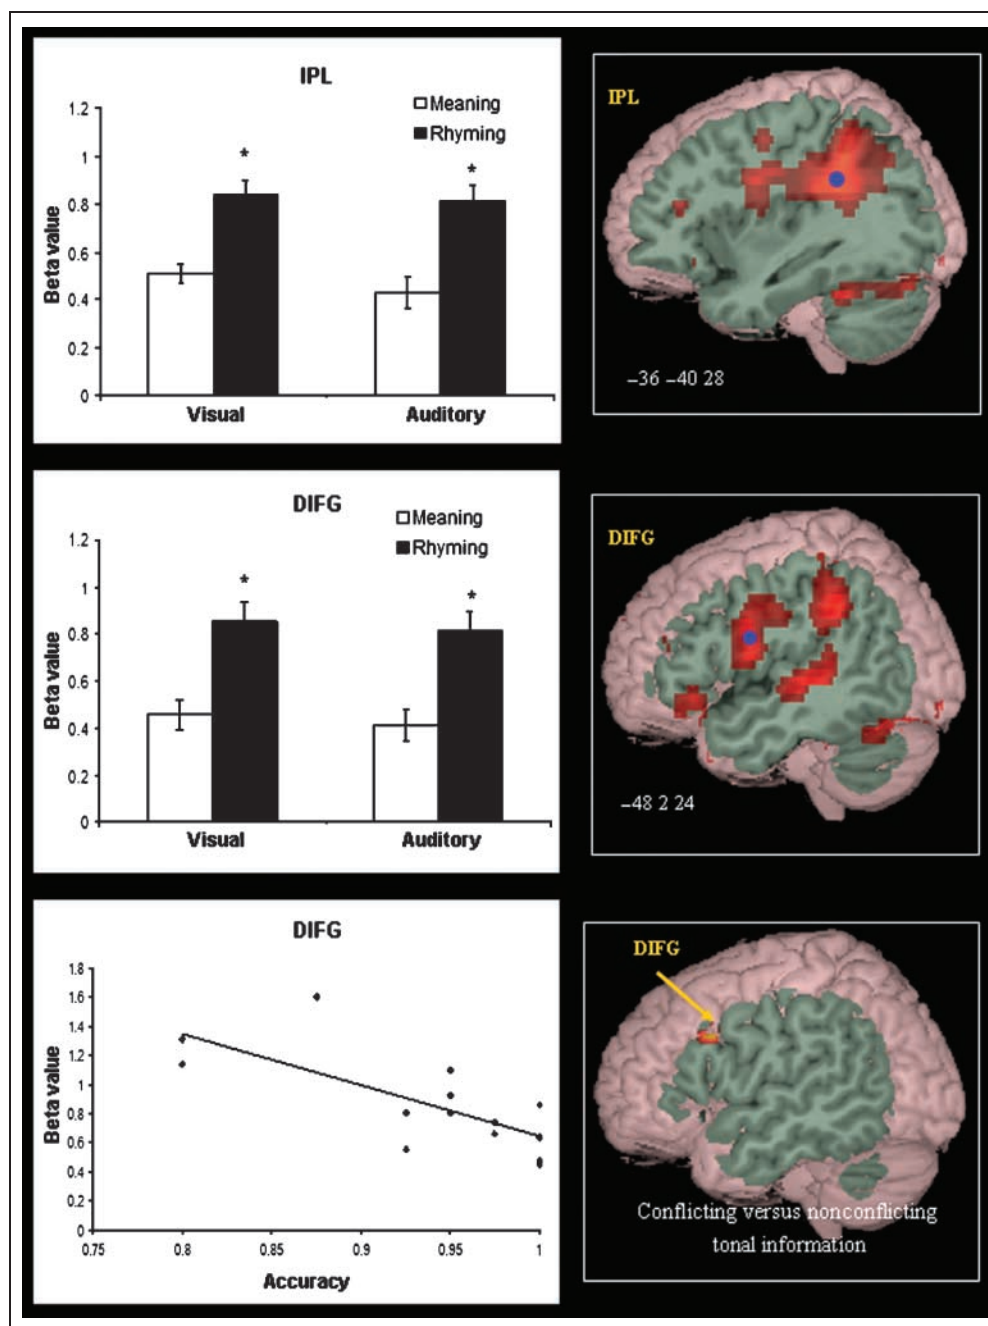 IPL
Meaning
Rhyming
1.2
1
0.8
0.6
0.4
0.2
0
Beta value
*
*
Visual
Auditory
IPL
−36 −40 28
DIFG
Meaning
Rhyming
1.2
1
0.8
0.6
0.4
0.2
0
Beta value
*
*
Visual
Auditory
DIFG
−48 2 24
DIFG
1.8
1.6
1.4
1.2
1
0.8
0.6
0.4
0.2
0
Beta value
0.75 0.8 0.85 0.9 0.95 1
Accuracy
DIFG
Conflicting versus nonconflicting
tonal information